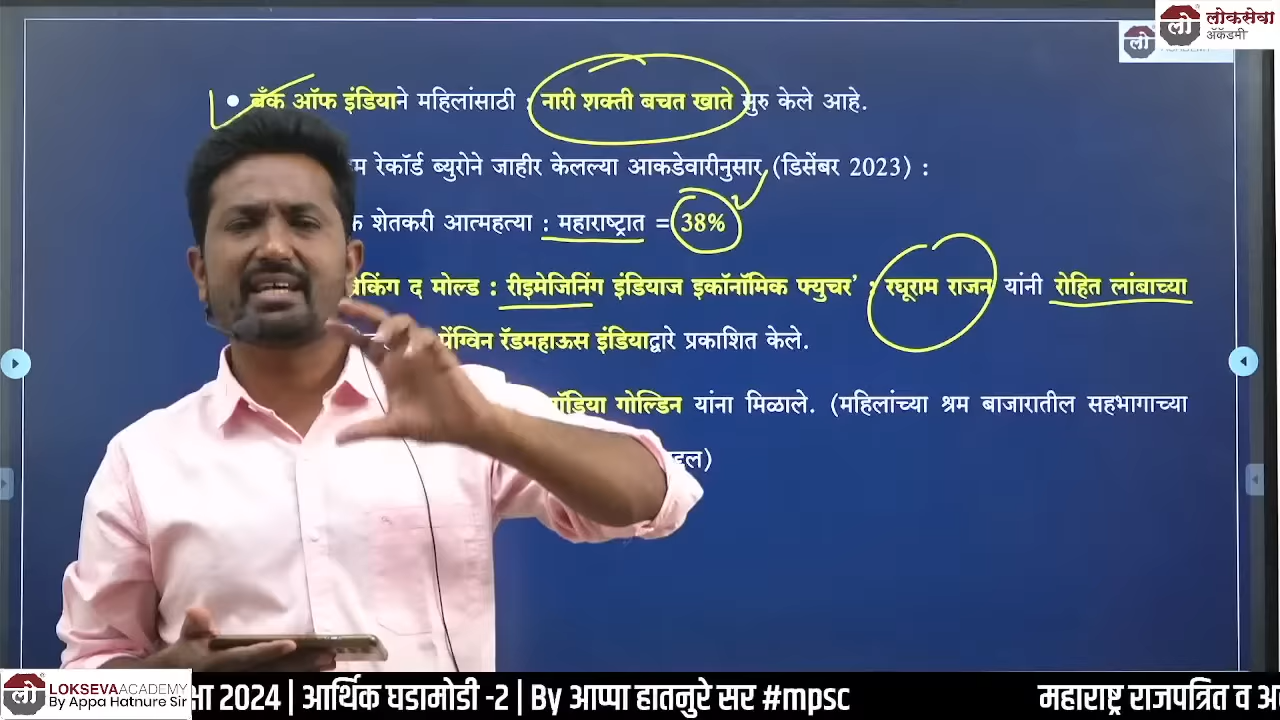 लो लोकसेवा
अ‍ॅकॅडमी
लो
• बँक ऑफ इंडियाने महिलांसाठी : नारी शक्ती बचत खाते सुरु केले आहे.
रेकॉर्ड ब्युरोने जाहीर केलल्या आकडेवारीनुसार (डिसेंबर 2023) :
शेतकरी आत्महत्या : महाराष्ट्रात = 38%
द मोल्ड : रीइमेजिनिंग इंडियाज इकॉनॉमिक फ्युचर' : रघूराम राजन यांनी रोहित लांबाच्या
पेंग्विन रॅडमहाऊस इंडियाद्वारे प्रकाशित केले.
गोल्डिन यांना मिळाले. (महिलांच्या श्रम बाजारातील सहभागाच्या
लो LOKSEVA ACADEMY
By Appa Hatnure Sir
2024 | आर्थिक घडामोडी -2 | By आप्पा हातनुरे सर #mpsc महाराष्ट्र राजपत्रित व